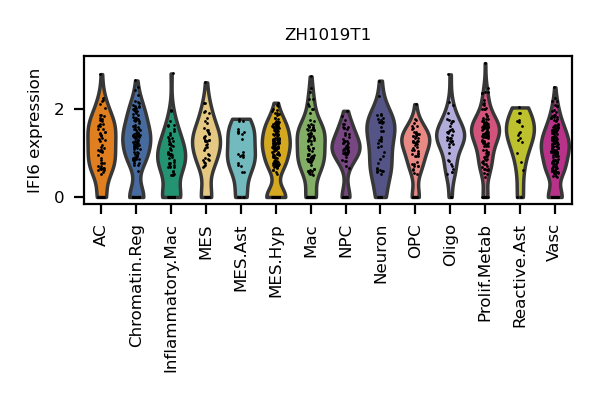 ZH1019T1
IFI6 expression
2
0
AC
Chromatin.Reg
Inflammatory.Mac
MES
MES.Ast
MES.Hyp
Mac
NPC
Neuron
OPC
Oligo
Prolif.Metab
Reactive.Ast
Vasc